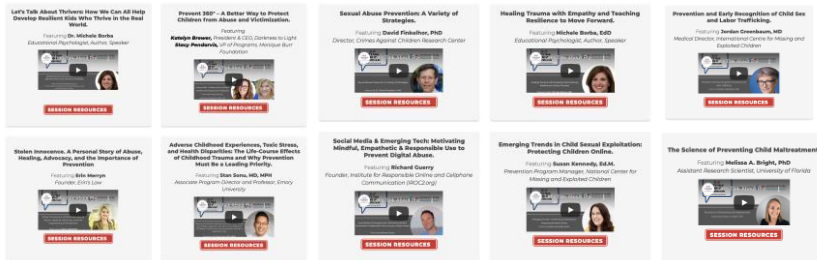 Let's Talk About Thrivers: How We Can All Help
Develop Resilient Kids Who Thrive in the Real
World.
Featuring Dr. Michele Borba
Educational Psychologist, Author, Speaker
SESSION RESOURCES
Prevent 360° – A Better Way to Protect
Children from Abuse and Victimization.
Featuring
Katelyn Brewer, President & CEO, Darkness to Light
Stacy Pendarvis, VP of Programs, Monique Burr
Foundation
SESSION RESOURCES
Sexual Abuse Prevention: A Variety of
Strategies.
Featuring David Finkelhor, PhD
Director, Crimes Against Children Research Center
SESSION RESOURCES
Healing Trauma with Empathy and Teaching
Resilience to Move Forward.
Featuring Michele Borba, EdD
Educational Psychologist, Author, Speaker
SESSION RESOURCES
Prevention and Early Recognition of Child Sex
and Labor Trafficking.
Featuring Jordan Greenbaum, MD
Medical Director, International Centre for Missing and
Exploited Children
SESSION RESOURCES
Stolen Innocence. A Personal Story of Abuse,
Healing, Advocacy, and the Importance of
Prevention
Featuring Erin Merryn
Founder, Erin's Law
SESSION RESOURCES
Adverse Childhood Experiences, Toxic Stress,
and Health Disparities: The Life-Course Effects
of Childhood Trauma and Why Prevention
Must Be a Leading Priority.
Featuring Stan Sonu, MD, MPH
Associate Program Director and Professor, Emory
University
SESSION RESOURCES
Social Media & Emerging Tech: Motivating
Mindful, Empathetic & Responsible Use to
Prevent Digital Abuse.
Featuring Richard Guerry
Founder, Institute for Responsible Online and Cellphone
Communication (IROC2.org)
SESSION RESOURCES
Emerging Trends in Child Sexual Exploitation:
Protecting Children Online.
Featuring Susan Kennedy, Ed.M.
Prevention Program Manager, National Center for
Missing and Exploited Children
SESSION RESOURCES
The Science of Preventing Child Maltreatment
Featuring Melissa A. Bright, PhD
Assistant Research Scientist, University of Florida
SESSION RESOURCES